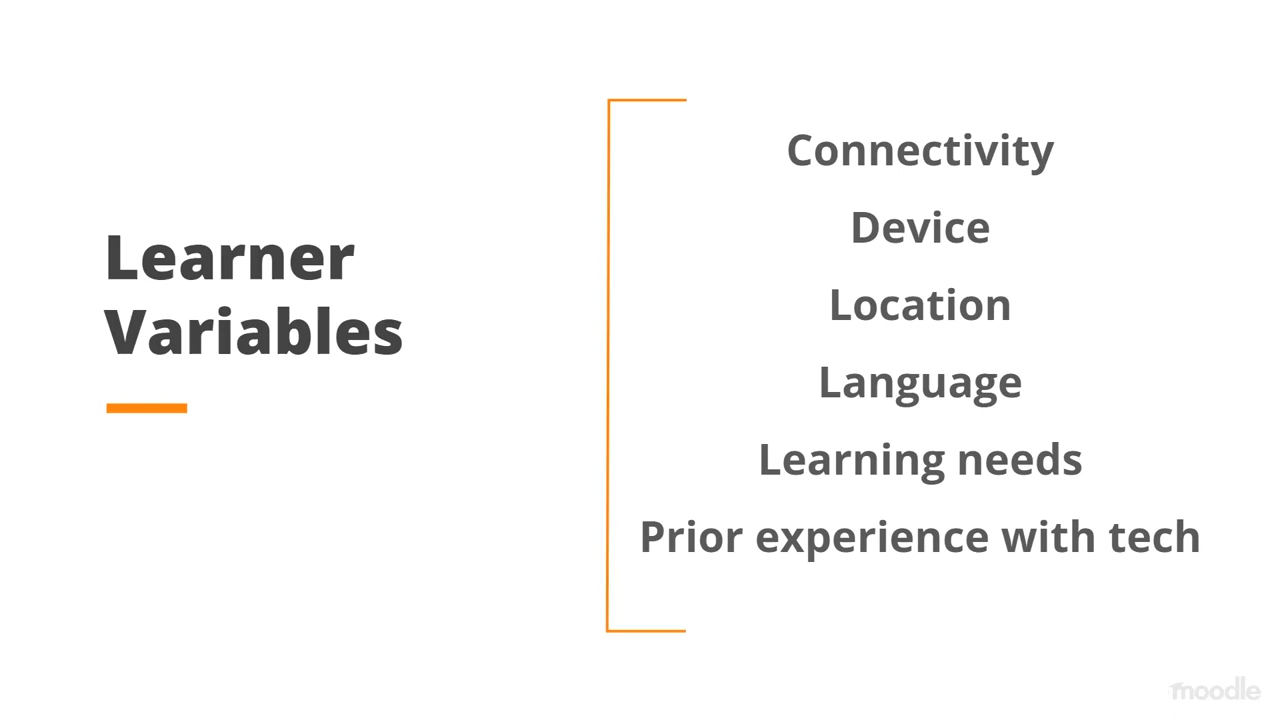 Learner
Variables
Connectivity
Device
Location
Language
Learning needs
Prior experience with tech
moodle